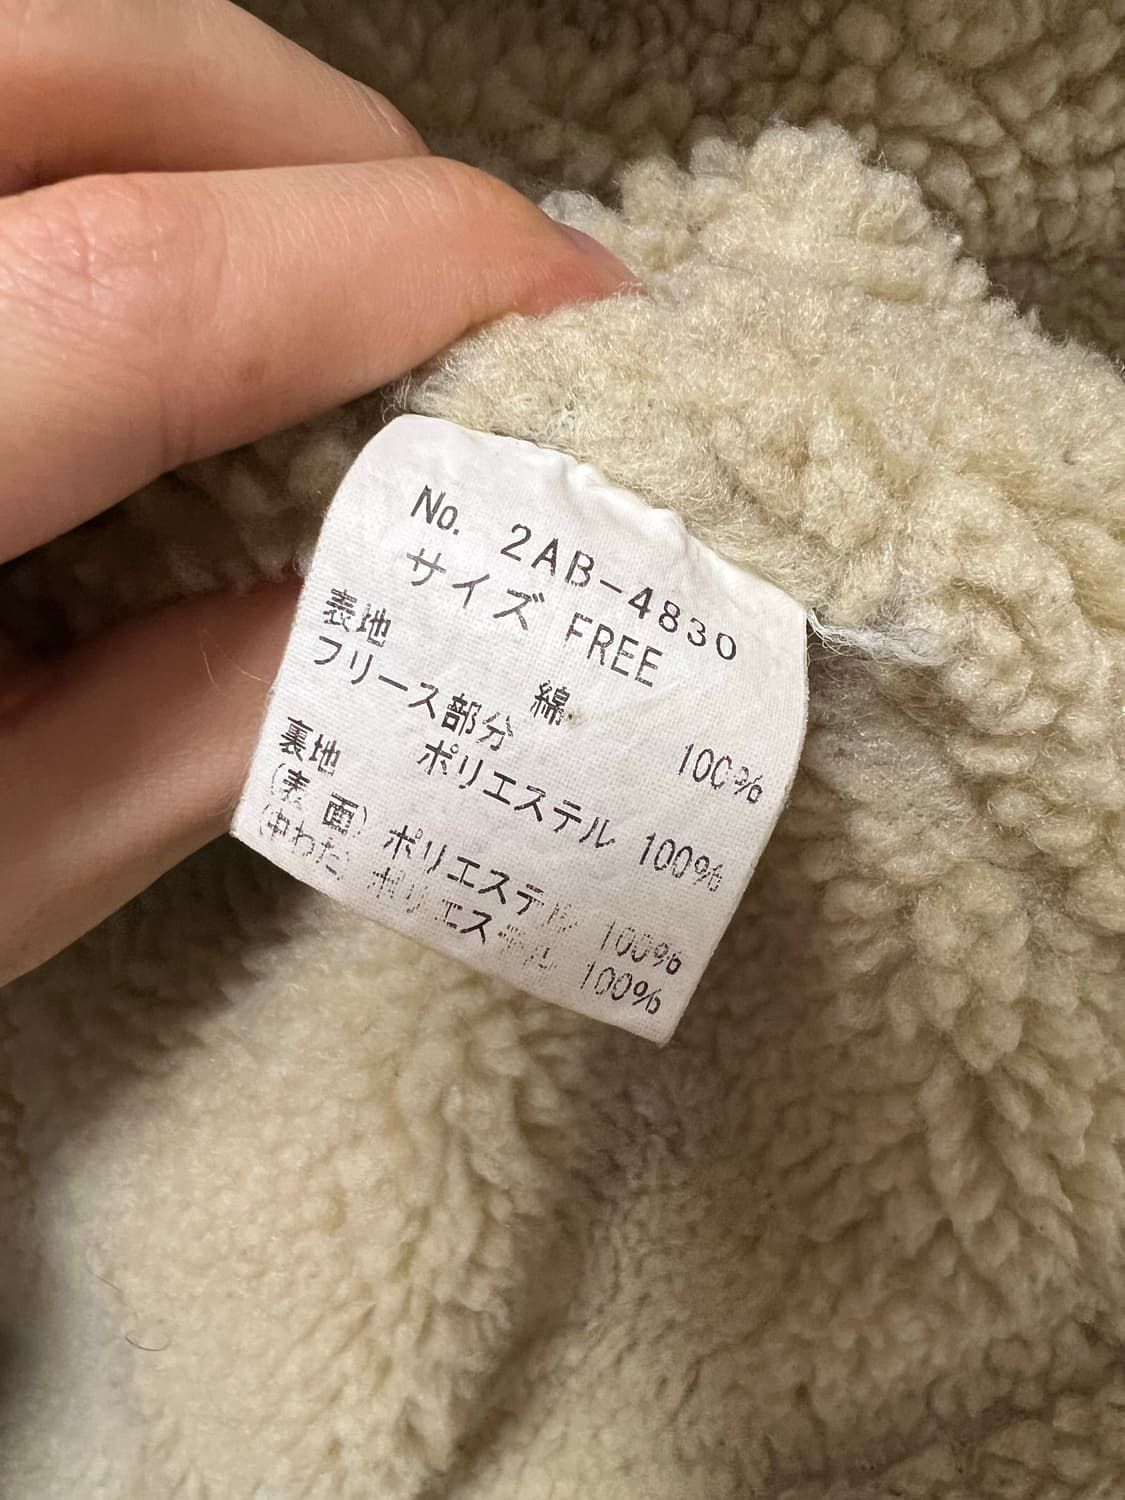 No. 2AB-4830
サイズ FREE
表地 綿 100%
フリース部分
ポリエステル 100%
裏地
(表面) ポリエステル 100%
(中わた) ポリエステル 100%